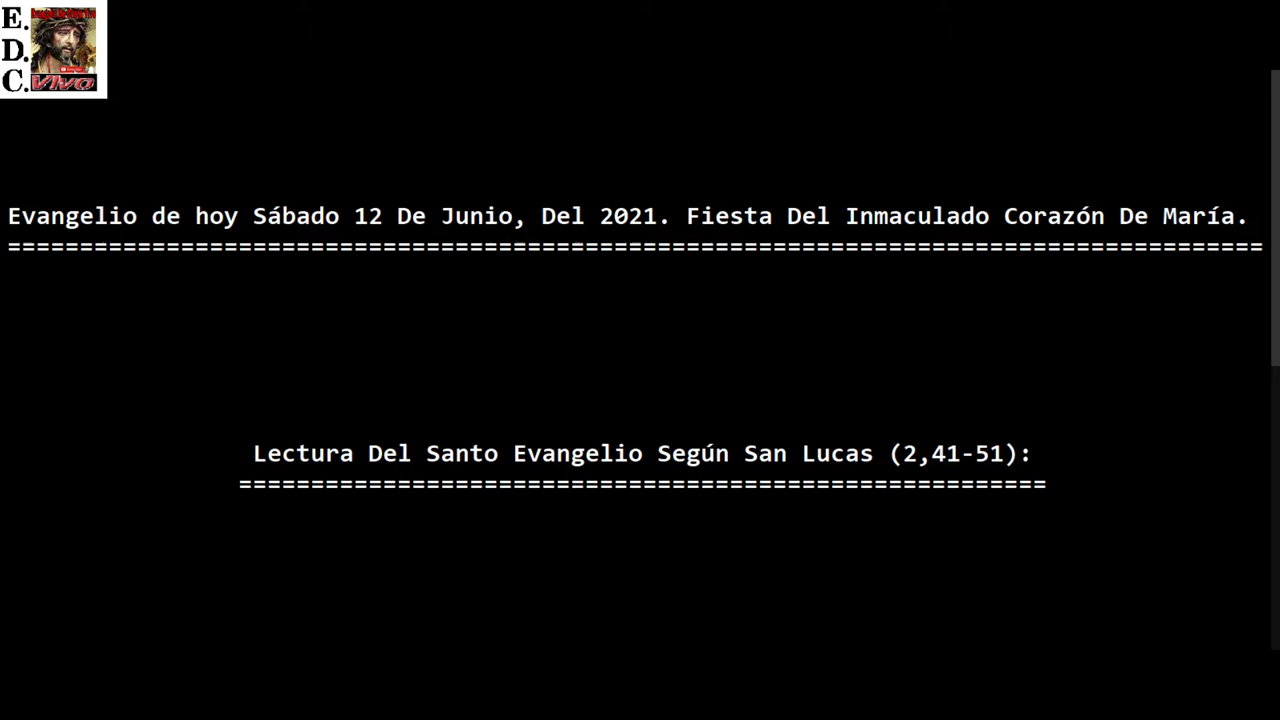 E.
D.
C.
Vivo
Evangelio de hoy Sábado 12 De Junio, Del 2021. Fiesta Del Inmaculado Corazón De María.
=======================================================================================
Lectura Del Santo Evangelio Según San Lucas (2,41-51):
========================================================